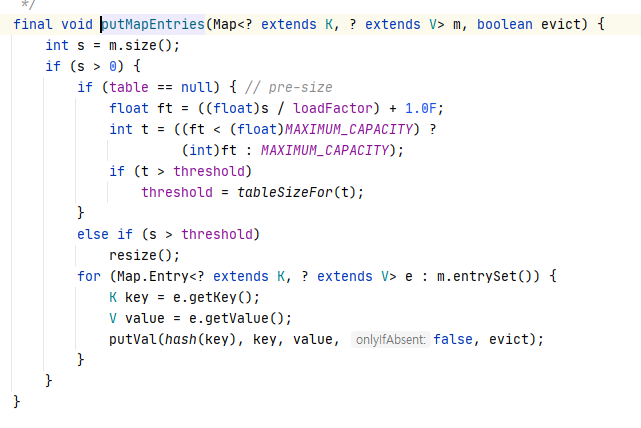 */
final void putMapEntries(Map<? extends K, ? extends V> m, boolean evict) {
    int s = m.size();
    if (s > 0) {
        if (table == null) { // pre-size
            float ft = ((float)s / loadFactor) + 1.0F;
            int t = ((ft < (float)MAXIMUM_CAPACITY) ?
                     (int)ft : MAXIMUM_CAPACITY);
            if (t > threshold)
                threshold = tableSizeFor(t);
        }
        else if (s > threshold)
            resize();
        for (Map.Entry<? extends K, ? extends V> e : m.entrySet()) {
            K key = e.getKey();
            V value = e.getValue();
            putVal(hash(key), key, value, onlyIfAbsent: false, evict);
        }
    }
}